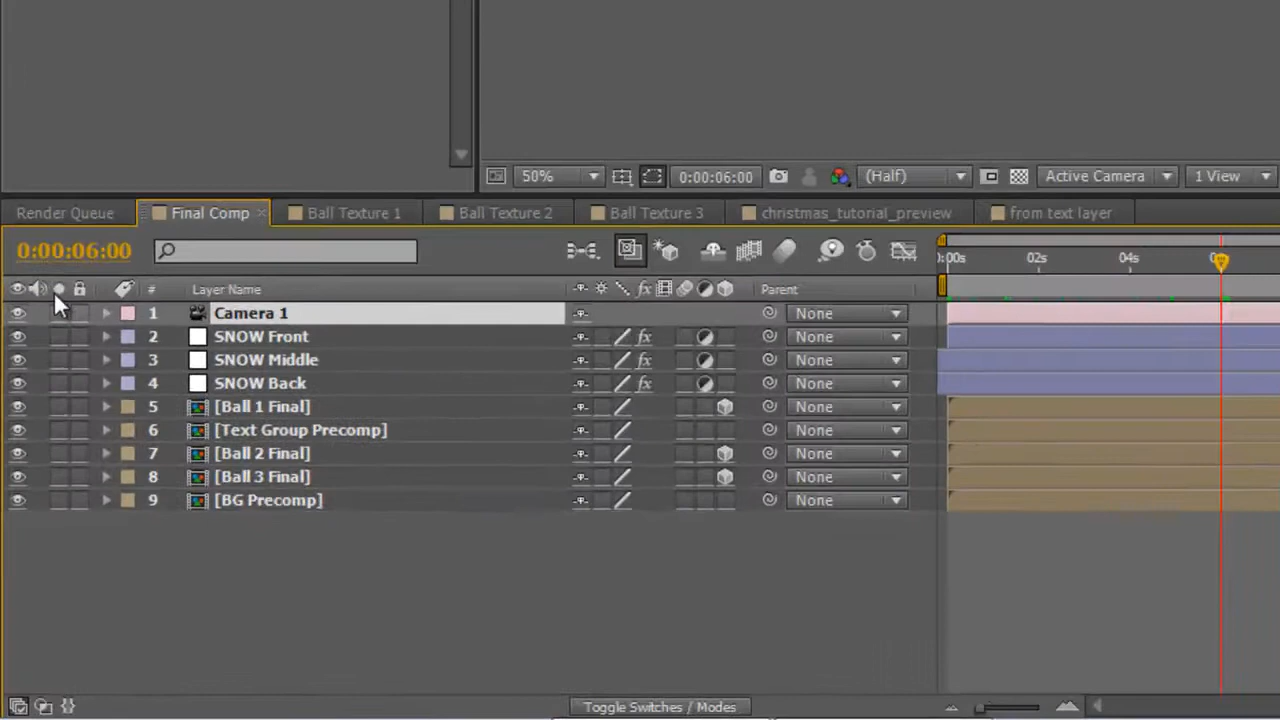 50% 0:00:06:00 (Half) Active Camera 1 View
Render Queue Final Comp × Ball Texture 1 Ball Texture 2 Ball Texture 3 christmas_tutorial_preview from text layer
0:00:06:00 0:00s 02s 04s
# Layer Name fx Parent
1 Camera 1 None
2 SNOW Front fx None
3 SNOW Middle fx None
4 SNOW Back fx None
5 [Ball 1 Final] None
6 [Text Group Precomp] None
7 [Ball 2 Final] None
8 [Ball 3 Final] None
9 [BG Precomp] None
Toggle Switches / Modes